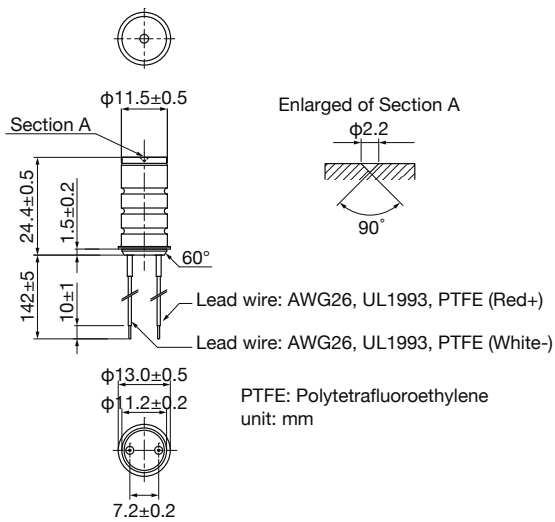 φ11.5±0.5
Section A
Enlarged of Section A
φ2.2
90°
24.4±0.5
1.5±0.2
60°
142±5
10±1
Lead wire: AWG26, UL1993, PTFE (Red+)
Lead wire: AWG26, UL1993, PTFE (White-)
φ13.0±0.5
φ11.2±0.2
PTFE: Polytetrafluoroethylene
unit: mm
7.2±0.2